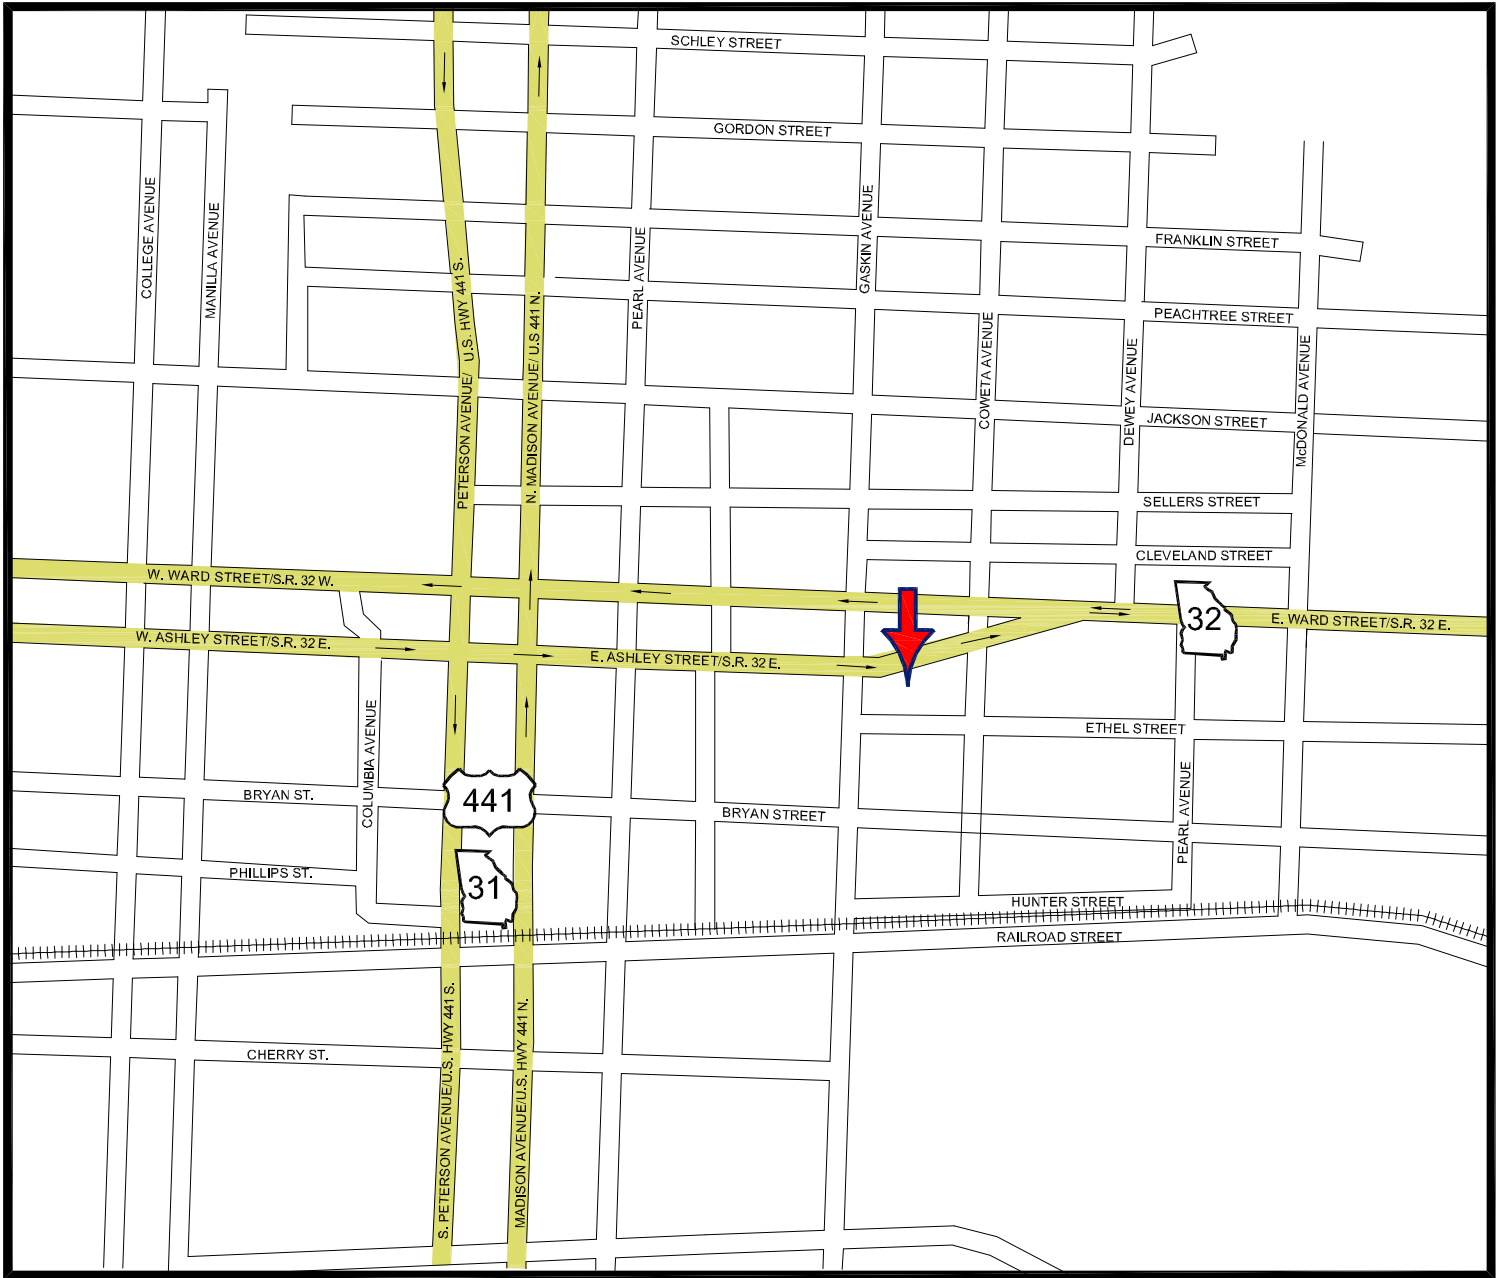 SCHLEY STREET
GORDON STREET
COLLEGE AVENUE
MANILLA AVENUE
PEARL AVENUE
GASKIN AVENUE
FRANKLIN STREET
PETERSON AVENUE/ U.S. HWY 441 S.
N. MADISON AVENUE/ U.S 441 N.
COWETA AVENUE
DEWEY AVENUE
PEACHTREE STREET
McDONALD AVENUE
JACKSON STREET
SELLERS STREET
CLEVELAND STREET
W. WARD STREET/S.R. 32 W.
32
E. WARD STREET/S.R. 32 E.
W. ASHLEY STREET/S.R. 32 E.
E. ASHLEY STREET/S.R. 32 E.
COLUMBIA AVENUE
ETHEL STREET
PEARL AVENUE
BRYAN ST.
441
BRYAN STREET
PHILLIPS ST.
31
HUNTER STREET
RAILROAD STREET
S. PETERSON AVENUE/U.S. HWY 441 S.
MADISON AVENUE/U.S. HWY 441 N.
CHERRY ST.